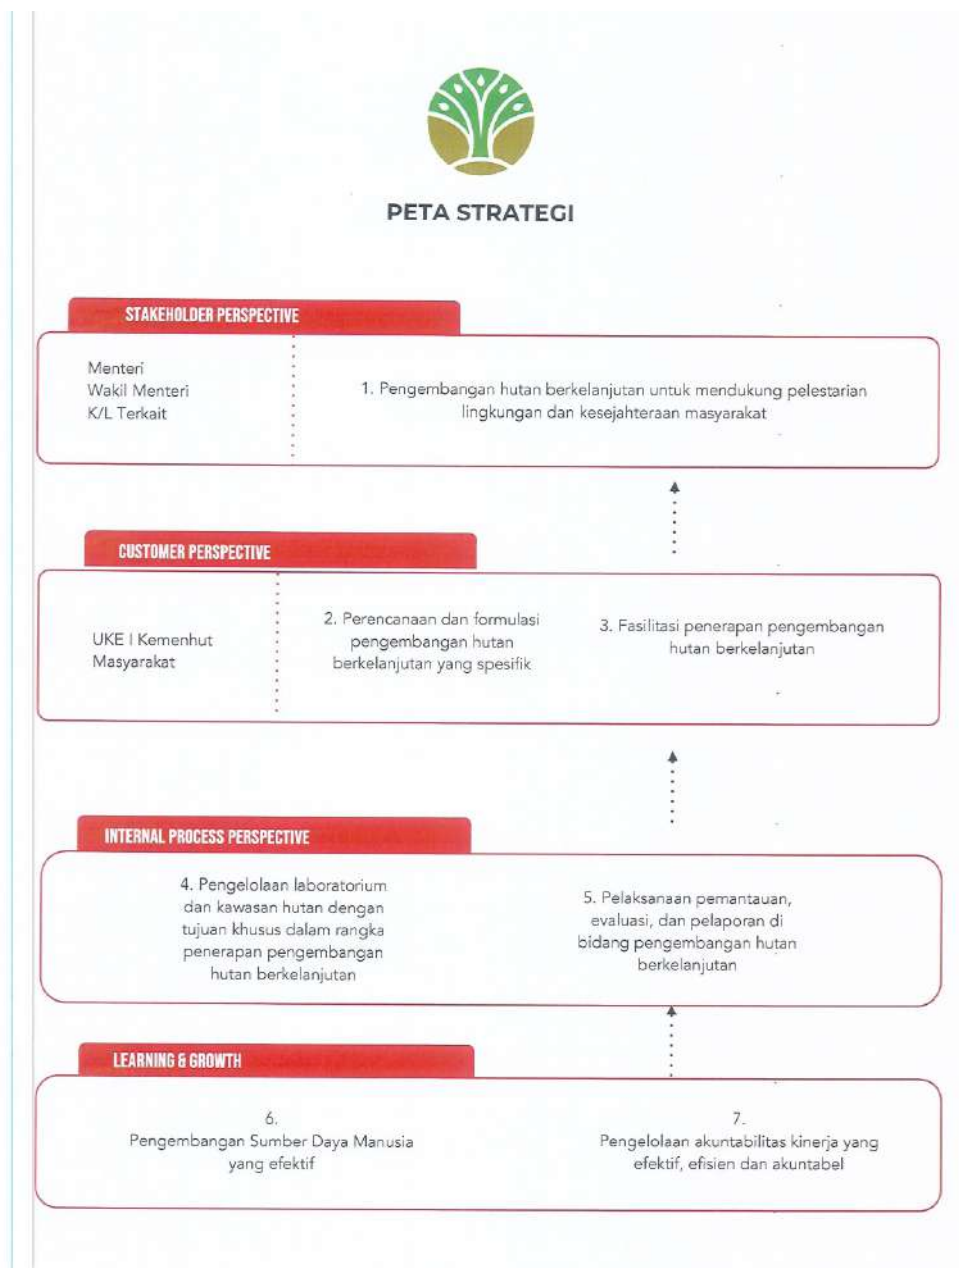 PETA STRATEGI
STAKEHOLDER PERSPECTIVE
Menteri
Wakil Menteri
K/L Terkait
1. Pengembangan hutan berkelanjutan untuk mendukung pelestarian
lingkungan dan kesejahteraan masyarakat
CUSTOMER PERSPECTIVE
UKE I Kemenhut
Masyarakat
2. Perencanaan dan formulasi
pengembangan hutan
berkelanjutan yang spesifik
3. Fasilitasi penerapan pengembangan
hutan berkelanjutan
INTERNAL PROCESS PERSPECTIVE
4. Pengelolaan laboratorium
dan kawasan hutan dengan
tujuan khusus dalam rangka
penerapan pengembangan
hutan berkelanjutan
5. Pelaksanaan pemantauan,
evaluasi, dan pelaporan di
bidang pengembangan hutan
berkelanjutan
LEARNING & GROWTH
6.
Pengembangan Sumber Daya Manusia
yang efektif
7.
Pengelolaan akuntabilitas kinerja yang
efektif, efisien dan akuntabel